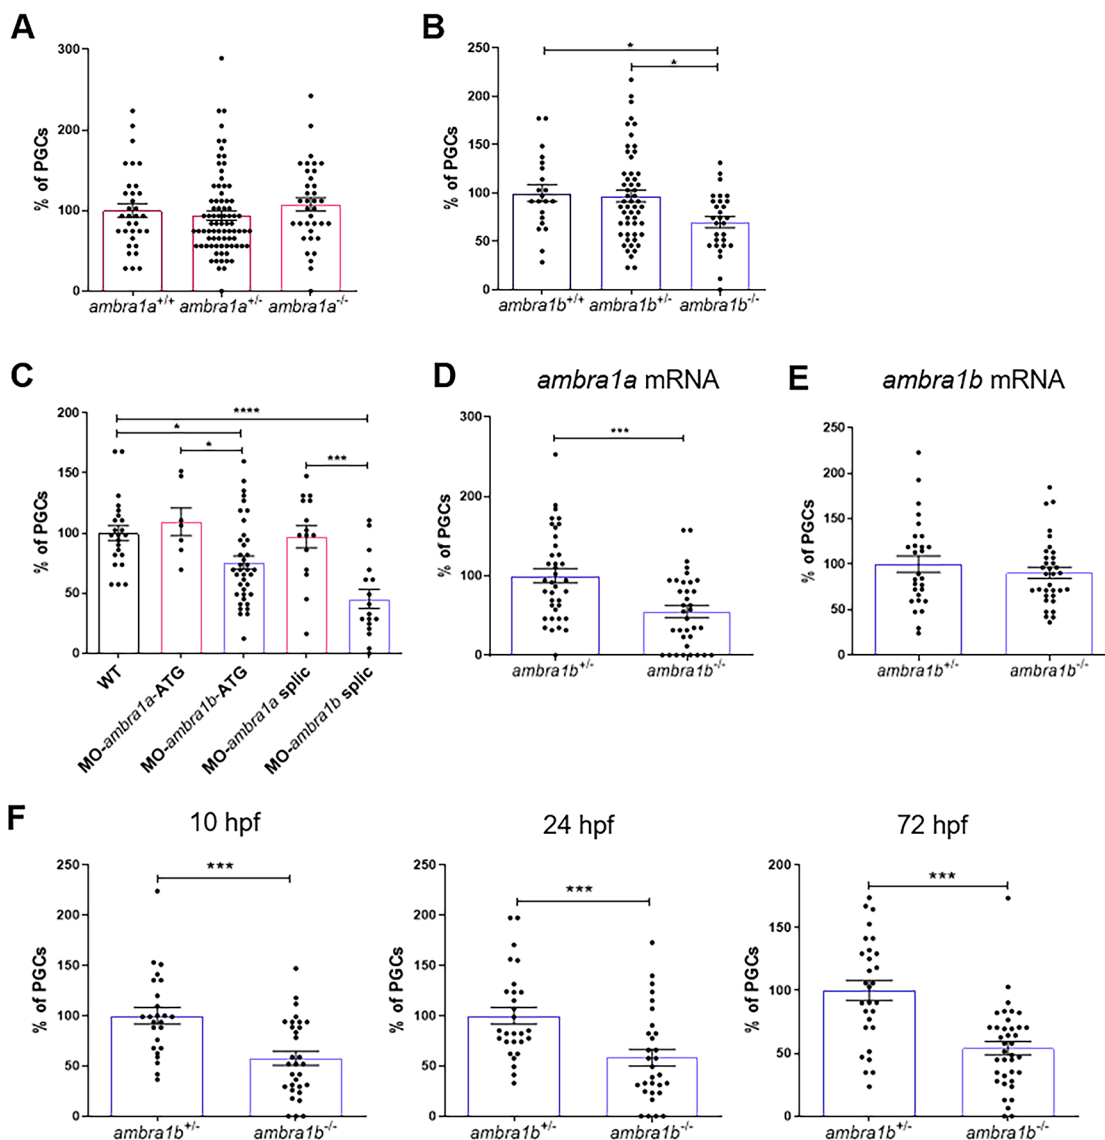 A
B
300
200
100
0
% of PGCs
ambra1a+/+ ambra1a+/- ambra1a-/-
250
200
150
100
50
0
% of PGCs
* 
*
ambra1b+/+ ambra1b+/- ambra1b-/-
C
200
150
100
50
0
% of PGCs
****
*
*
***
WT
MO-ambra1a-ATG
MO-ambra1b-ATG
MO-ambra1a splic
MO-ambra1b splic
D
ambra1a mRNA
300
200
100
0
% of PGCs
***
ambra1b+/- ambra1b-/-
E
ambra1b mRNA
250
200
150
100
50
0
% of PGCs
ambra1b+/- ambra1b-/-
F
10 hpf
250
200
150
100
50
0
% of PGCs
***
ambra1b+/- ambra1b-/-
24 hpf
250
200
150
100
50
0
% of PGCs
***
ambra1b+/- ambra1b-/-
72 hpf
200
150
100
50
0
% of PGCs
***
ambra1b+/- ambra1b-/-